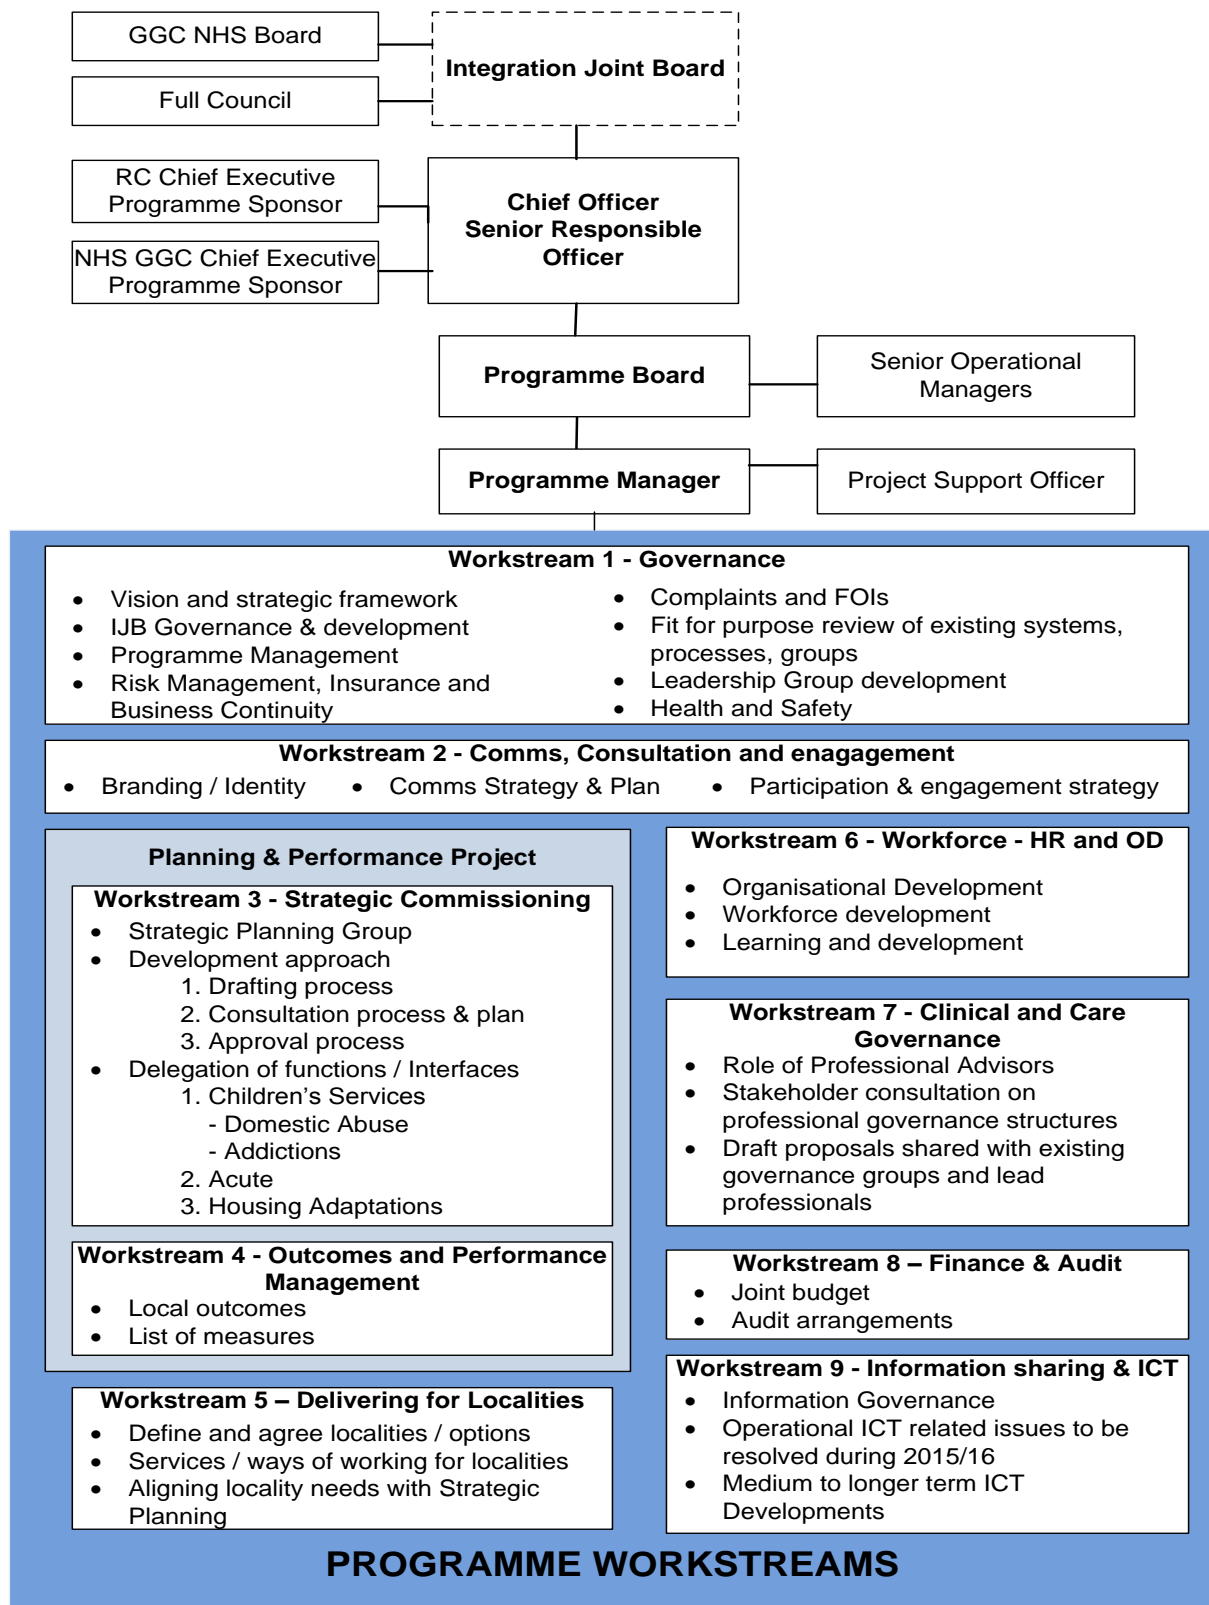 GGC NHS Board
Full Council
Integration Joint Board
RC Chief Executive
Programme Sponsor
NHS GGC Chief Executive
Programme Sponsor
Chief Officer
Senior Responsible
Officer
Programme Board
Senior Operational
Managers
Programme Manager
Project Support Officer
Workstream 1 - Governance
• Vision and strategic framework
• IJB Governance & development
• Programme Management
• Risk Management, Insurance and
Business Continuity
• Complaints and FOIs
• Fit for purpose review of existing systems,
processes, groups
• Leadership Group development
• Health and Safety
Workstream 2 - Comms, Consultation and enagagement
• Branding / Identity • Comms Strategy & Plan • Participation & engagement strategy
Planning & Performance Project
Workstream 3 - Strategic Commissioning
• Strategic Planning Group
• Development approach
1. Drafting process
2. Consultation process & plan
3. Approval process
• Delegation of functions / Interfaces
1. Children's Services
- Domestic Abuse
- Addictions
2. Acute
3. Housing Adaptations
Workstream 4 - Outcomes and Performance
Management
• Local outcomes
• List of measures
Workstream 5 – Delivering for Localities
• Define and agree localities / options
• Services / ways of working for localities
• Aligning locality needs with Strategic
Planning
Workstream 6 - Workforce - HR and OD
• Organisational Development
• Workforce development
• Learning and development
Workstream 7 - Clinical and Care
Governance
• Role of Professional Advisors
• Stakeholder consultation on
professional governance structures
• Draft proposals shared with existing
governance groups and lead
professionals
Workstream 8 – Finance & Audit
• Joint budget
• Audit arrangements
Workstream 9 - Information sharing & ICT
• Information Governance
• Operational ICT related issues to be
resolved during 2015/16
• Medium to longer term ICT
Developments
PROGRAMME WORKSTREAMS